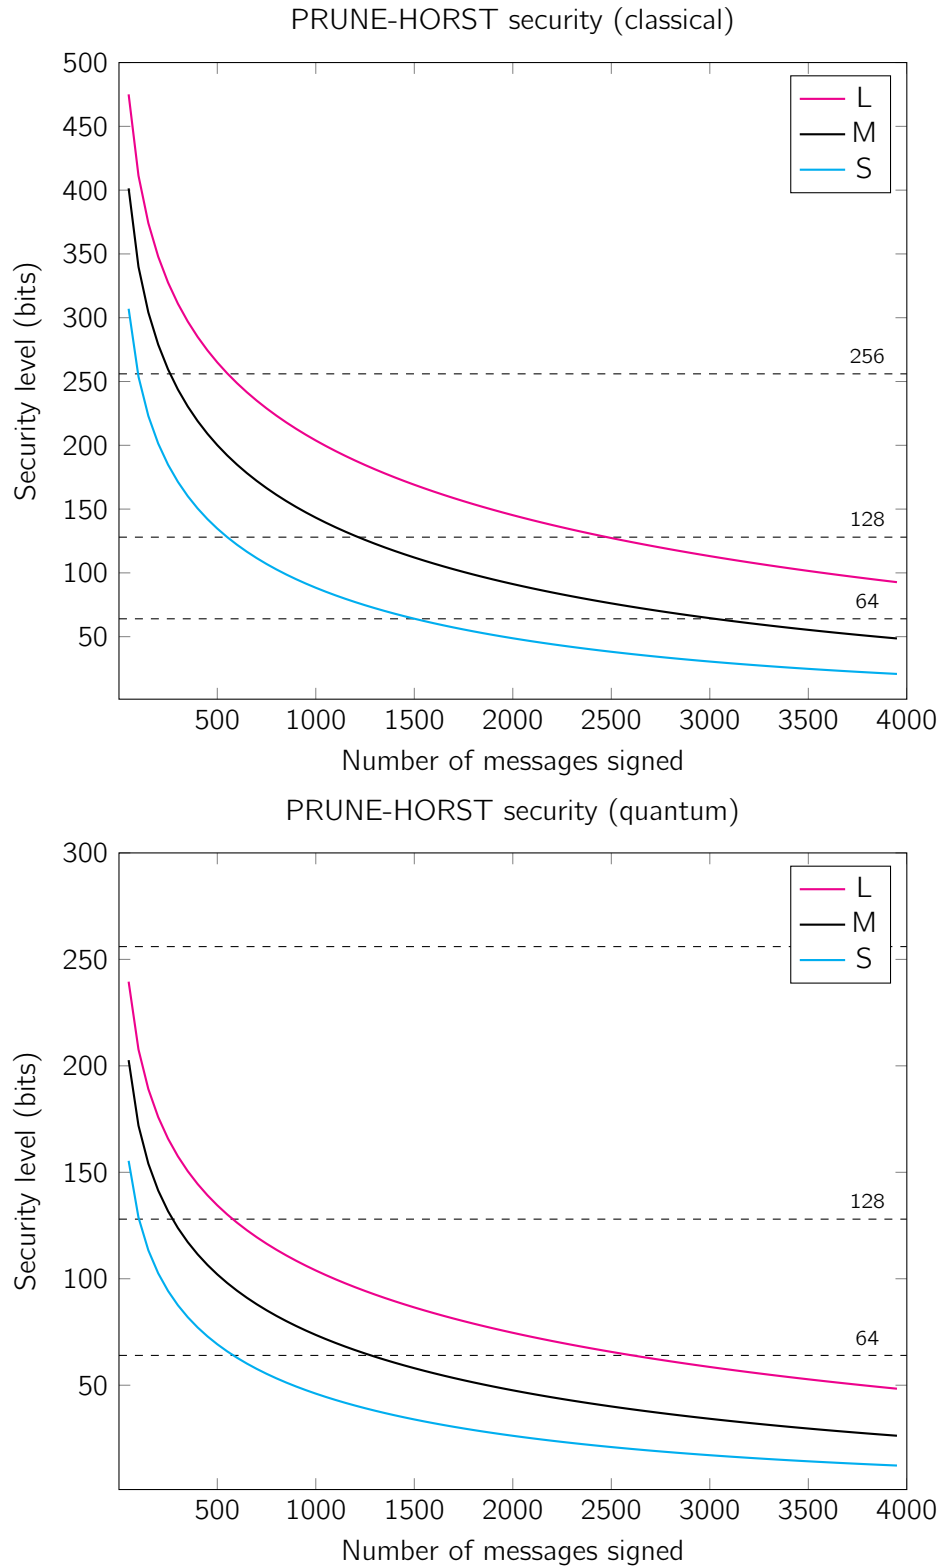 PRUNE-HORST security (classical)
500
450
400
350
300
250
200
150
100
50
Security level (bits)
L
M
S
256
128
64
500 1000 1500 2000 2500 3000 3500 4000
Number of messages signed
PRUNE-HORST security (quantum)
300
250
200
150
100
50
Security level (bits)
L
M
S
128
64
500 1000 1500 2000 2500 3000 3500 4000
Number of messages signed